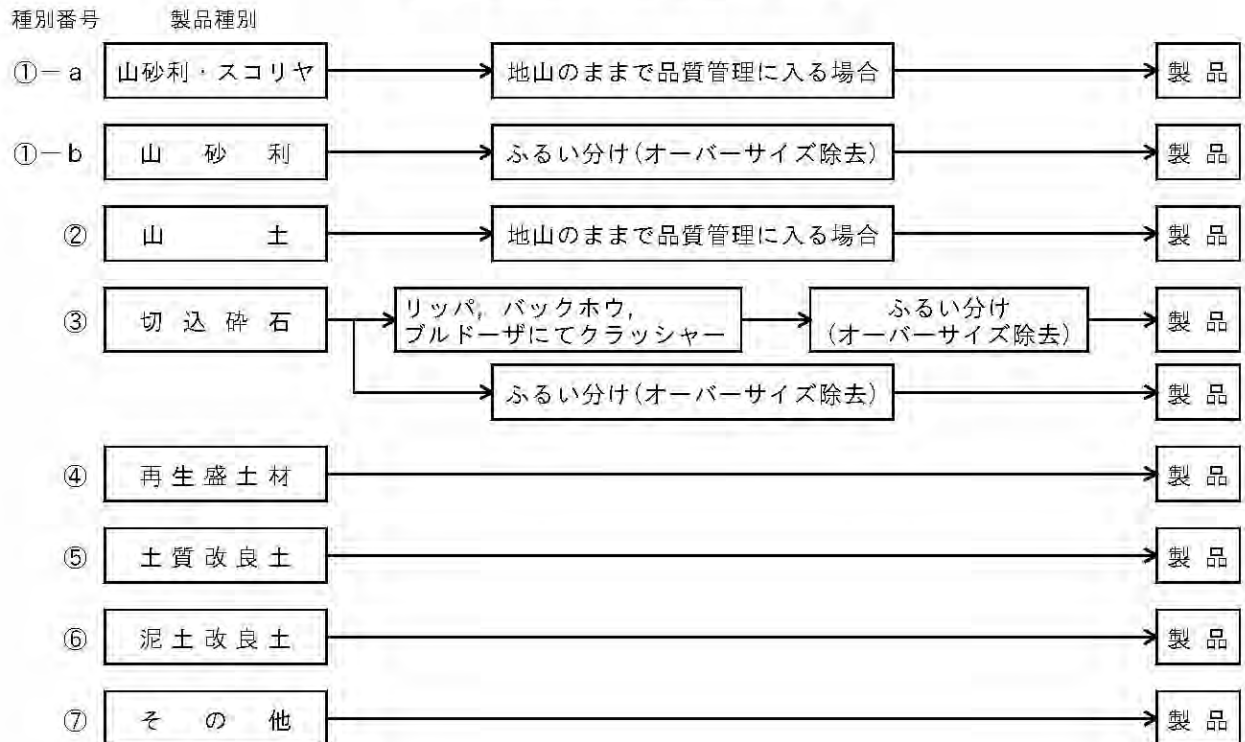 種別番号 製品種別
①－a 山砂利・スコリヤ 地山のままで品質管理に入る場合 製品
①－b 山砂利 ふるい分け(オーバーサイズ除去) 製品
② 山土 地山のままで品質管理に入る場合 製品
③ 切込砕石 リッパ，バックホウ， ふるい分け 製品
ブルドーザにてクラッシャー (オーバーサイズ除去)
ふるい分け(オーバーサイズ除去) 製品
④ 再生盛土材 製品
⑤ 土質改良土 製品
⑥ 泥土改良土 製品
⑦ その他 製品